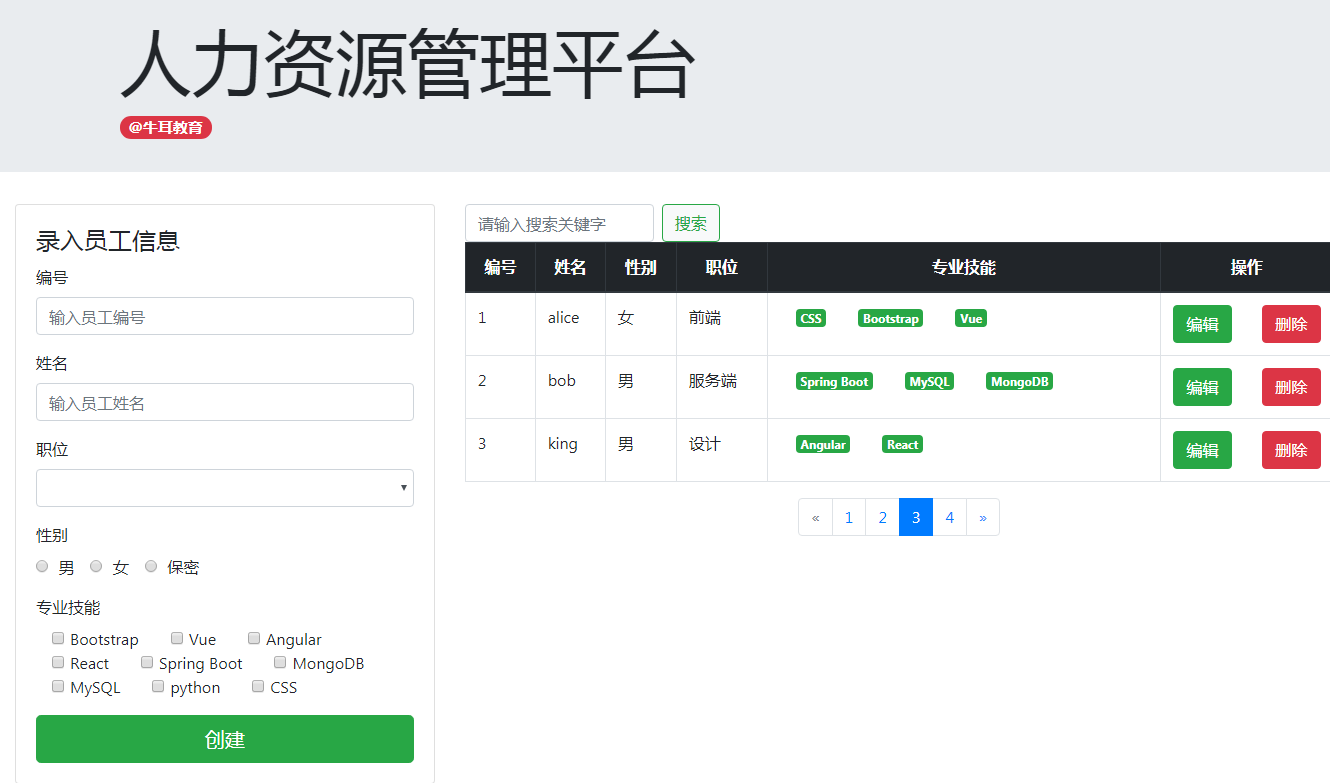 人力资源管理平台
@牛耳教育
录入员工信息
编号
输入员工编号
姓名
输入员工姓名
职位
性别
男 女 保密
专业技能
Bootstrap Vue Angular
React Spring Boot MongoDB
MySQL python CSS
创建
请输入搜索关键字 搜索
编号 姓名 性别 职位 专业技能 操作
1 alice 女 前端 CSS Bootstrap Vue 编辑 删除
2 bob 男 服务端 Spring Boot MySQL MongoDB 编辑 删除
3 king 男 设计 Angular React 编辑 删除
« 1 2 3 4 »